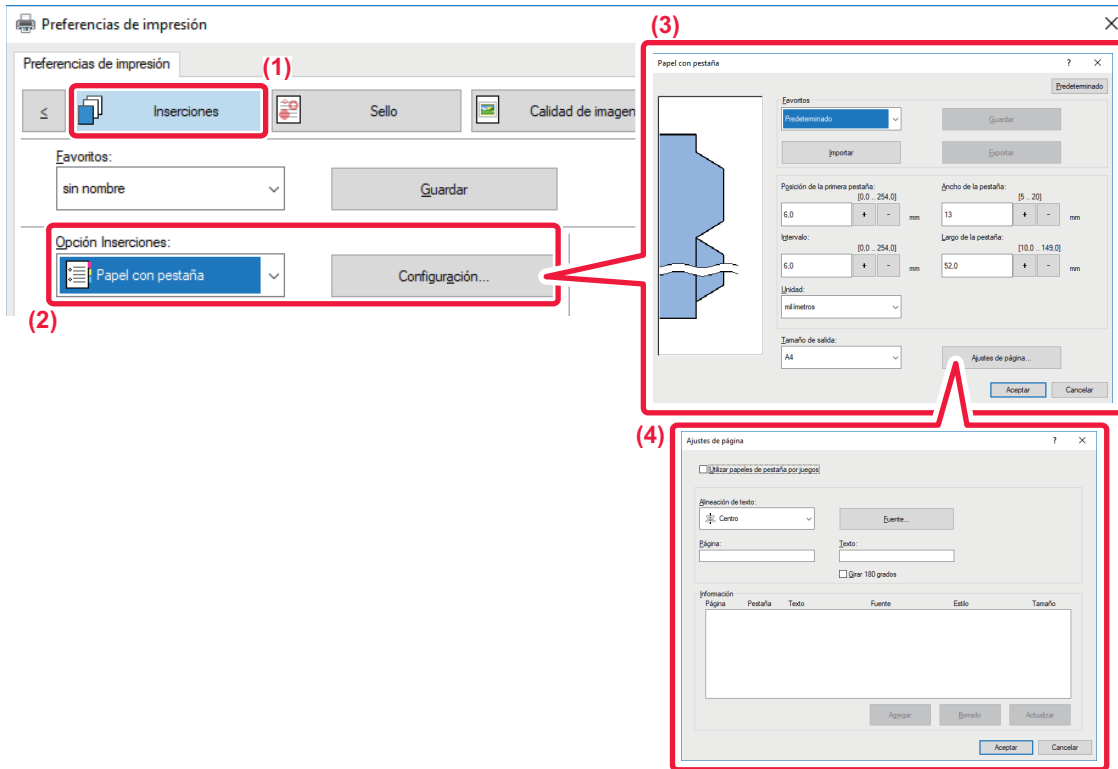 Preferencias de impresión
Preferencias de impresión
(1)
≤ Inserciones Sello Calidad de imagen
Favoritos:
sin nombre Guardar
Opción Inserciones:
Papel con pestaña Configuración...
(2)
(3)
Papel con pestaña ?
Predeterminado
Favoritos
Predeterminado Guardar
Importar Exportar
Posición de la primera pestaña: Ancho de la pestaña:
[0.0 .. 254.0] [5 .. 20]
6.0 + - mm 13 + - mm
Intervalo: Largo de la pestaña:
[0.0 .. 254.0] [10.0 .. 149.0]
6.0 + - mm 52.0 + - mm
Unidad:
milímetros
Tamaño de salida:
A4 Ajustes de página...
Aceptar Cancelar
(4)
Ajustes de página ?
Utilizar papeles de pestaña por juegos
Alineación de texto:
Centro Fuente...
Página: Texto:
Girar 180 grados
Información
Página Pestaña Texto Fuente Estilo Tamaño
Agregar Borrado Actualizar
Aceptar Cancelar